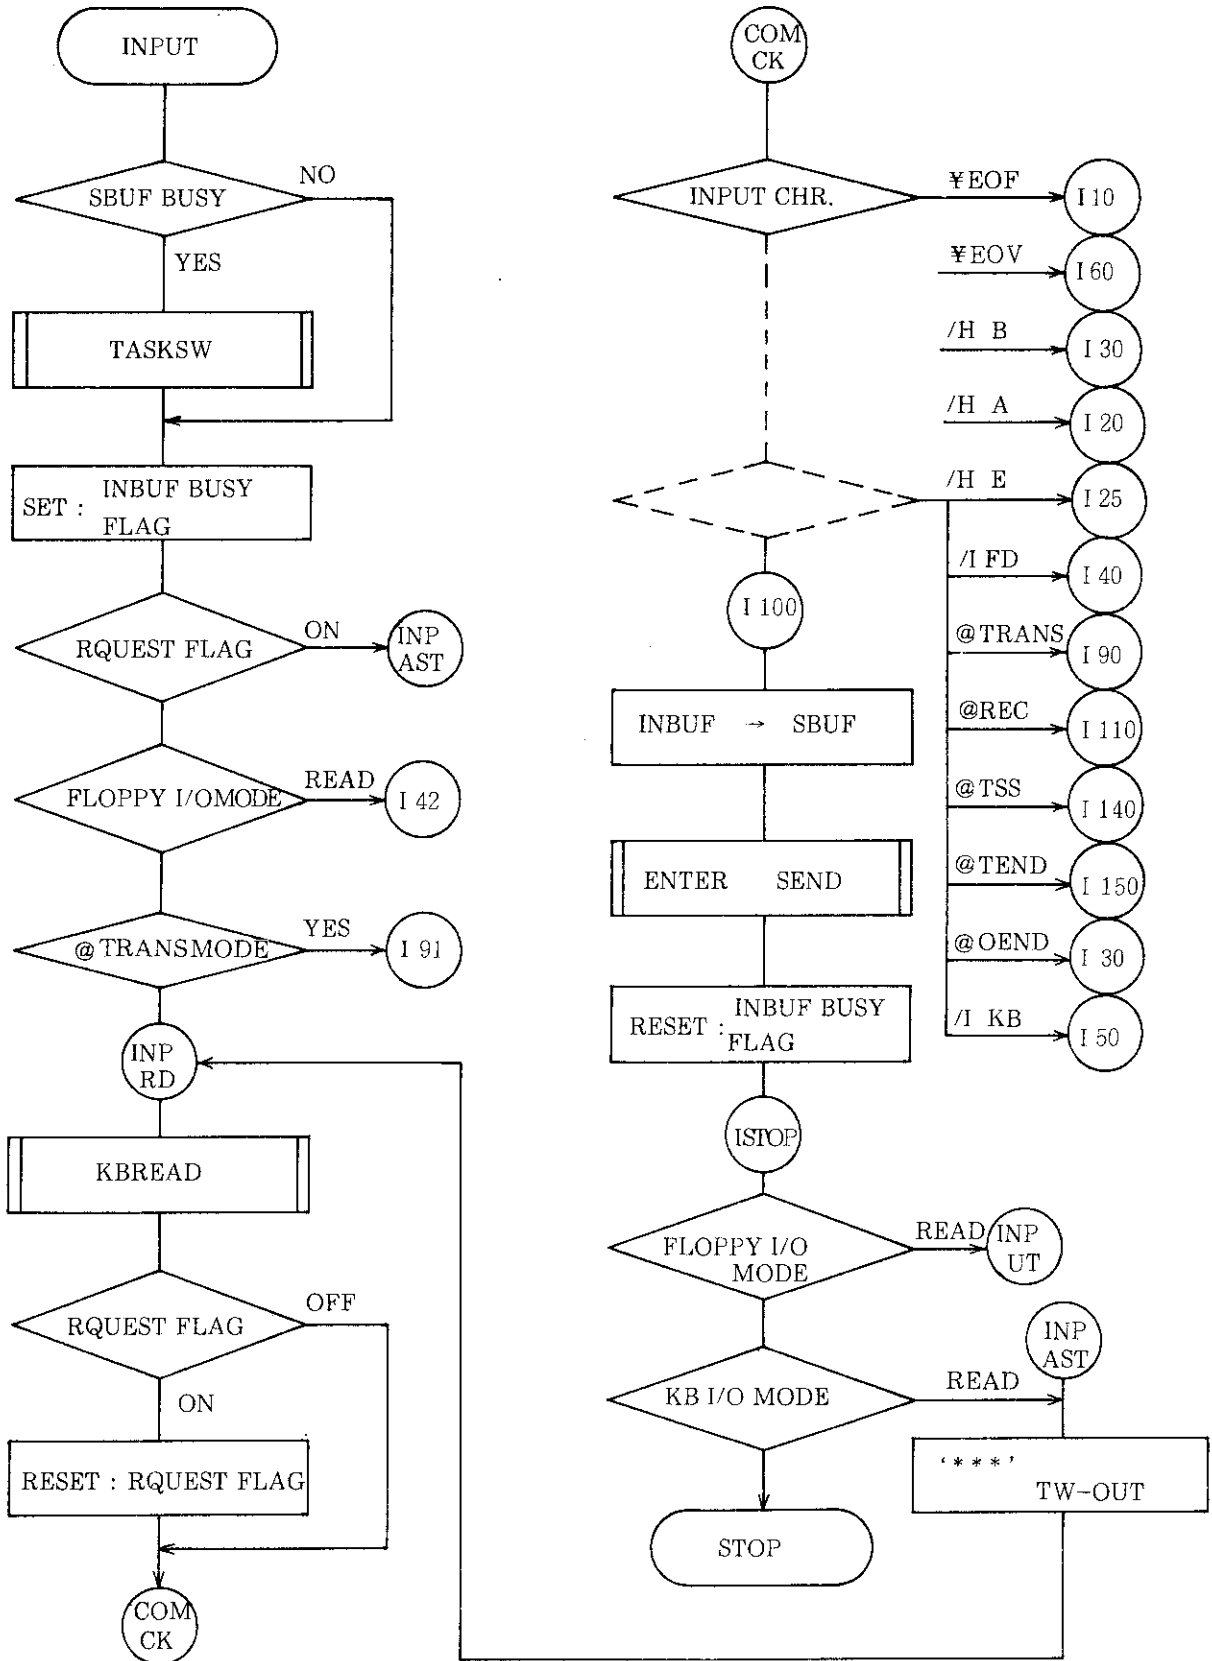 INPUT
SBUF BUSY
NO
YES
TASKSW
SET :
INBUF BUSY
FLAG
RQUEST FLAG
ON
INP
AST
FLOPPY I/OMODE
READ
I 42
@TRANSMODE
YES
I 91
INP
RD
KBREAD
RQUEST FLAG
OFF
ON
RESET : RQUEST FLAG
COM
CK
COM
CK
INPUT CHR.
¥EOF
I 10
¥EOV
I 60
/H B
I 30
/H A
I 20
/H E
I 25
/I FD
I 40
@TRANS
I 90
@REC
I 110
@TSS
I 140
@TEND
I 150
@OEND
I 30
/I KB
I 50
I 100
INBUF → SBUF
ENTER SEND
RESET :
INBUF BUSY
FLAG
ISTOP
FLOPPY I/O
MODE
READ
INP
UT
KB I/O MODE
READ
INP
AST
'***'
TW-OUT
STOP